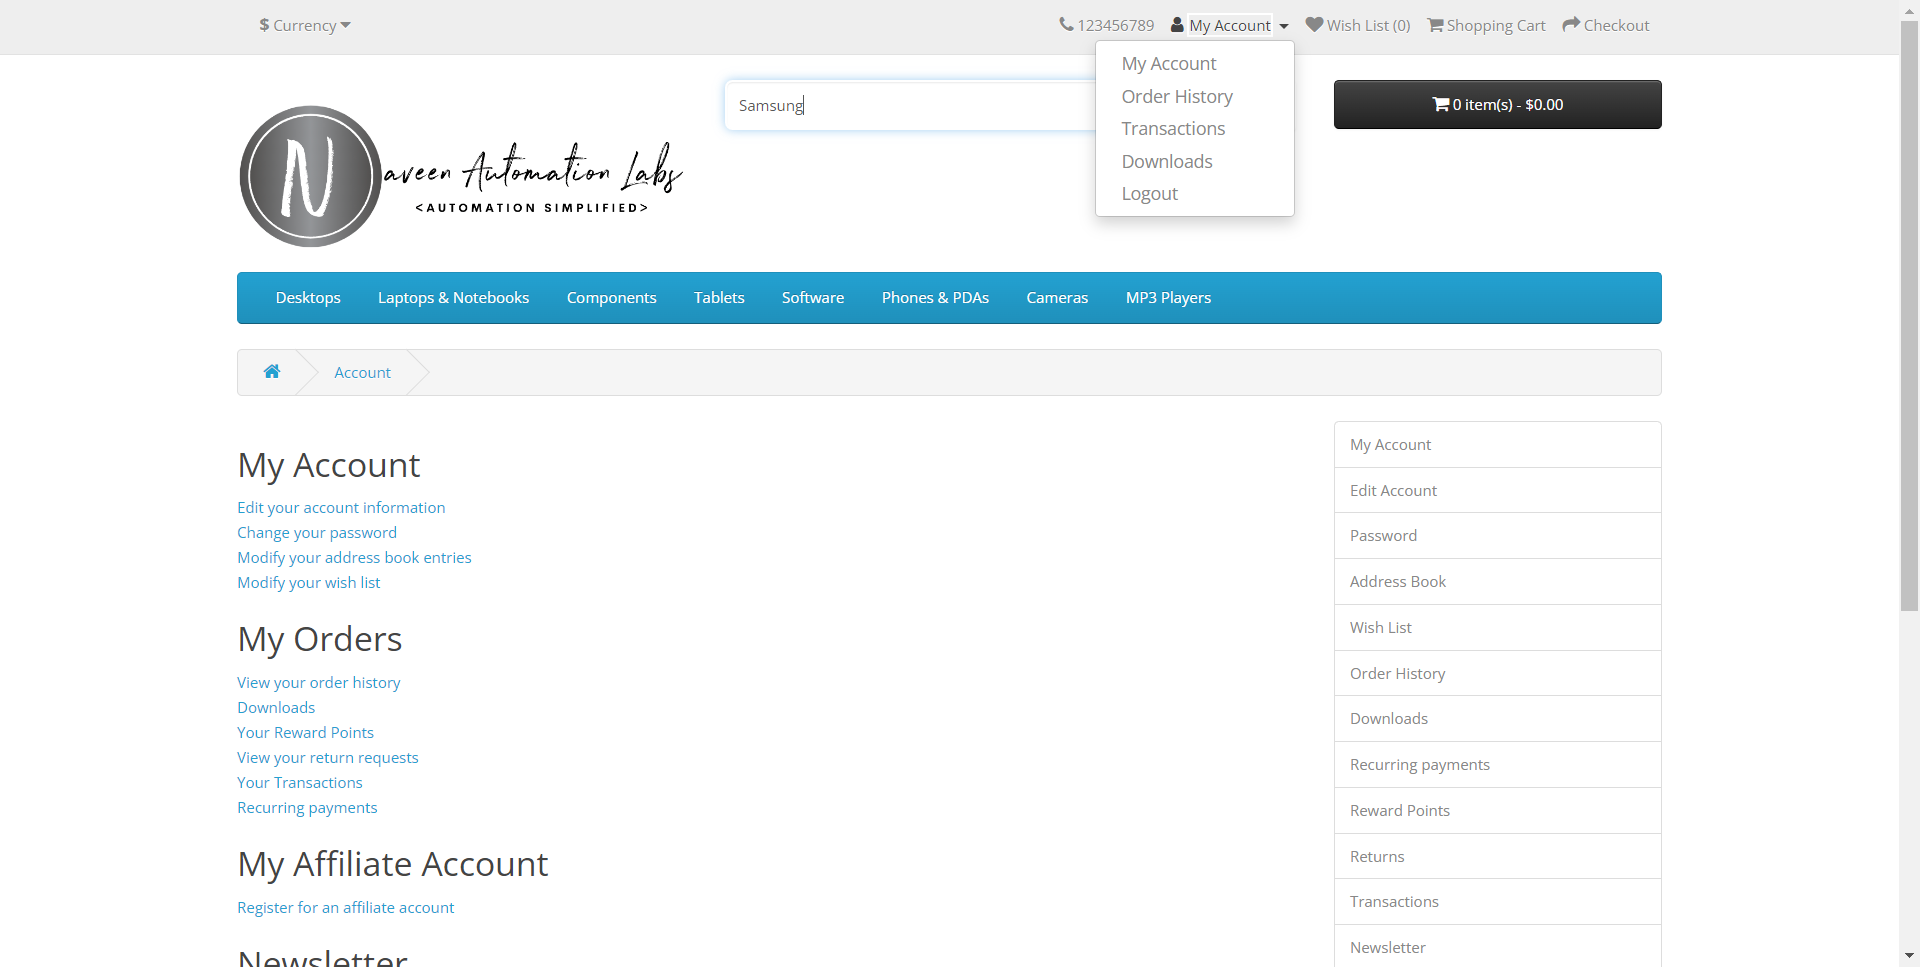 $ Currency
123456789 My Account Wish List (0) Shopping Cart Checkout
My Account
Order History
Transactions
Downloads
Logout
Samsung
0 item(s) - $0.00
N
aveen Automation Labs
<AUTOMATION SIMPLIFIED>
Desktops Laptops & Notebooks Components Tablets Software Phones & PDAs Cameras MP3 Players
Account
My Account
Edit your account information
Change your password
Modify your address book entries
Modify your wish list
My Orders
View your order history
Downloads
Your Reward Points
View your return requests
Your Transactions
Recurring payments
My Affiliate Account
Register for an affiliate account
Newsletter
My Account
Edit Account
Password
Address Book
Wish List
Order History
Downloads
Recurring payments
Reward Points
Returns
Transactions
Newsletter